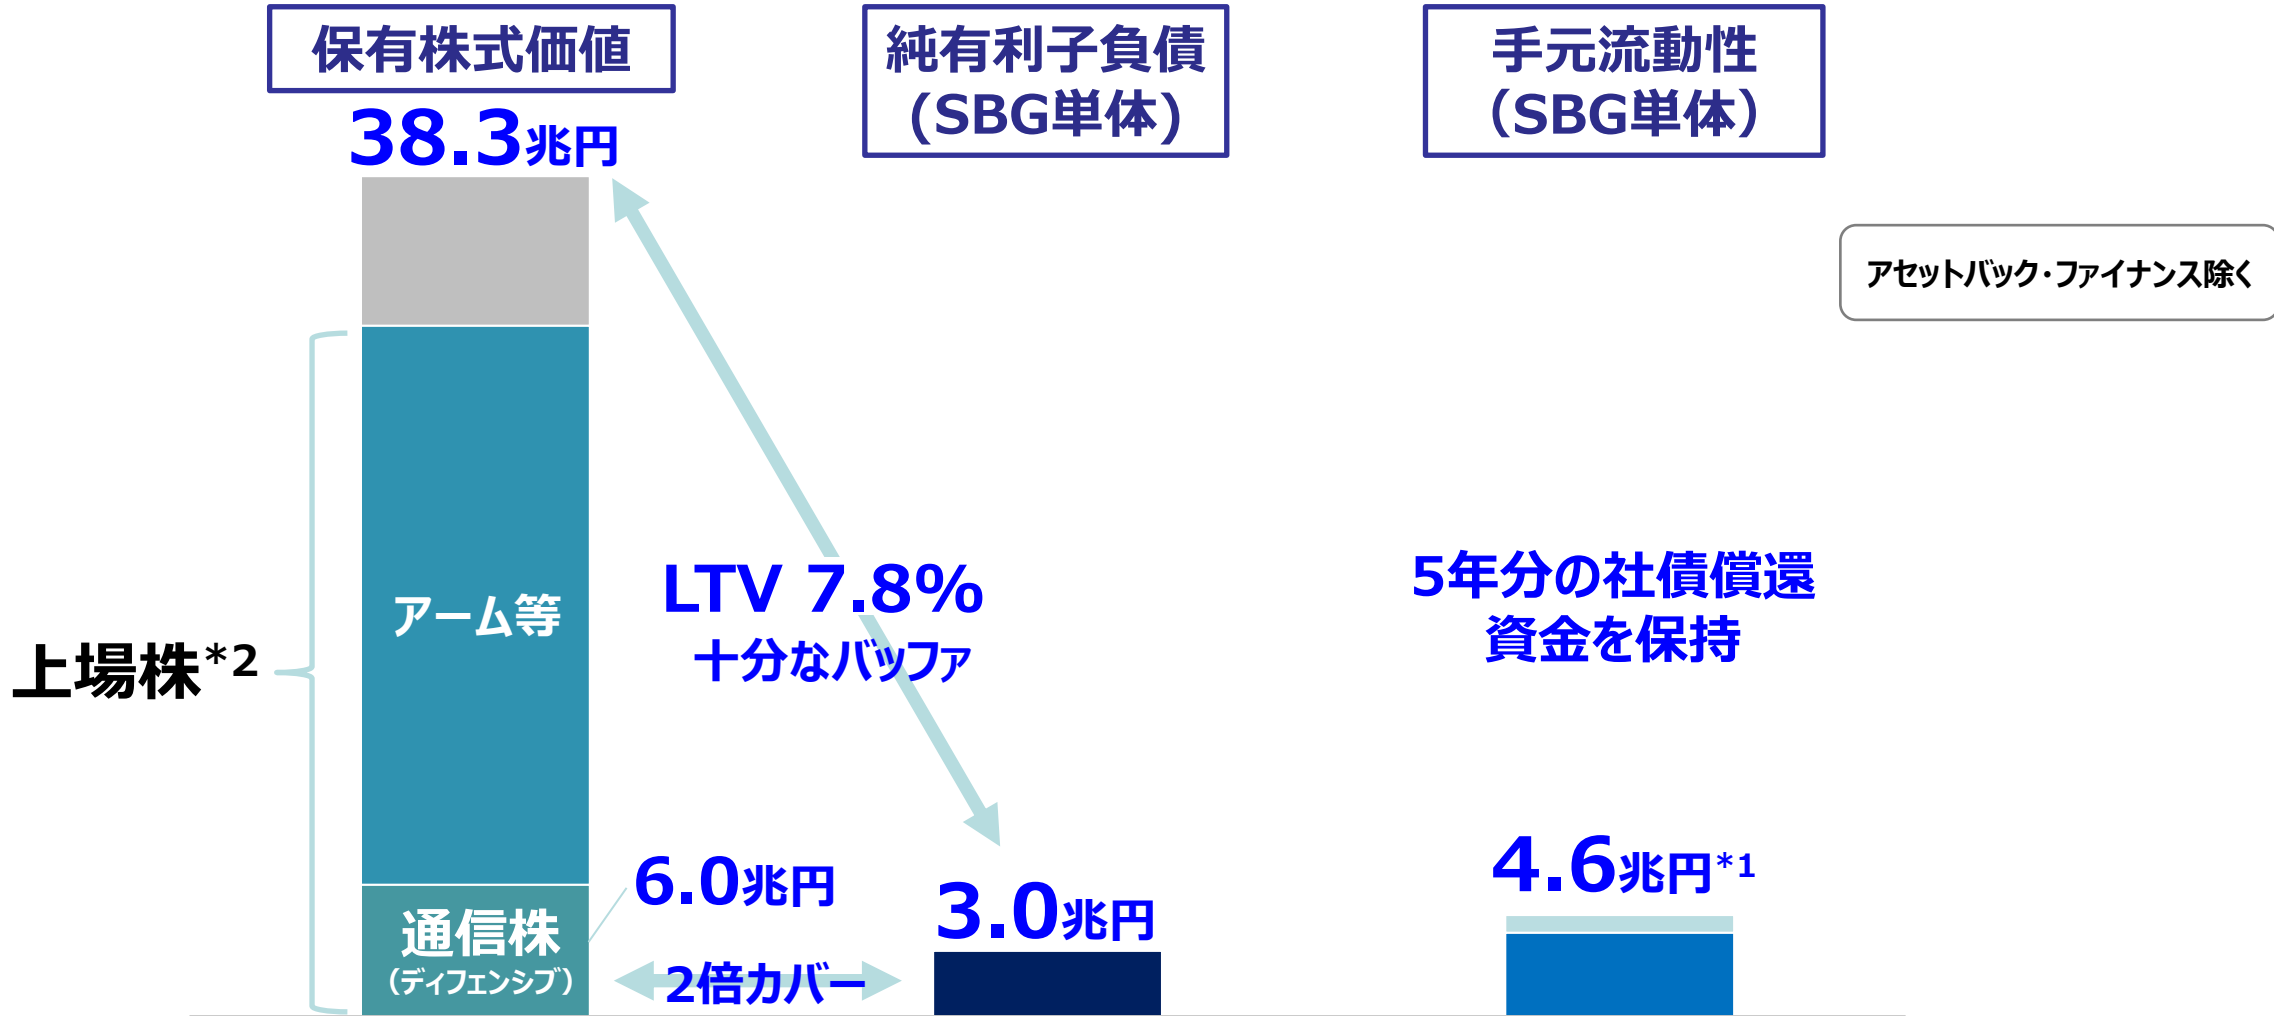 保有株式価値
38.3兆円
純有利子負債
(SBG単体)
手元流動性
（SBG単体）
アセットバック・ファイナンス除く
上場株*2
アーム等
LTV 7.8%
十分なバッファ
5年分の社債償還
資金を保持
通信株
（ディフェンシブ）
6.0兆円
2倍カバー
3.0兆円
4.6兆円*1